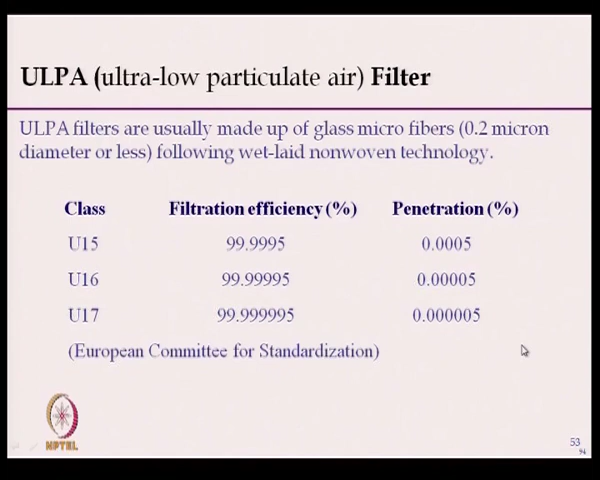 ULPA (ultra-low particulate air) Filter
ULPA filters are usually made up of glass micro fibers (0.2 micron
diameter or less) following wet-laid nonwoven technology.
Class Filtration efficiency (%) Penetration (%)
U15 99.9995 0.0005
U16 99.99995 0.00005
U17 99.999995 0.000005
(European Committee for Standardization)
NPTEL
53
94